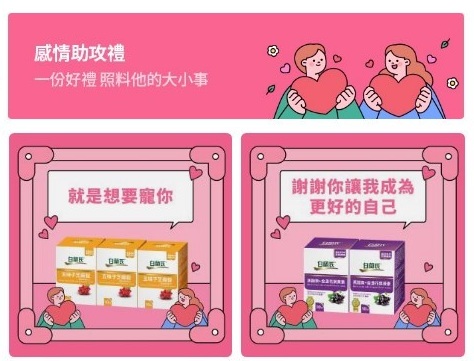 感情助攻禮
一份好禮 照料他的大小事
就是想要寵你
謝謝你讓我成為
更好的自己
白蘭氏
白蘭氏
白蘭氏
白蘭氏
白蘭氏